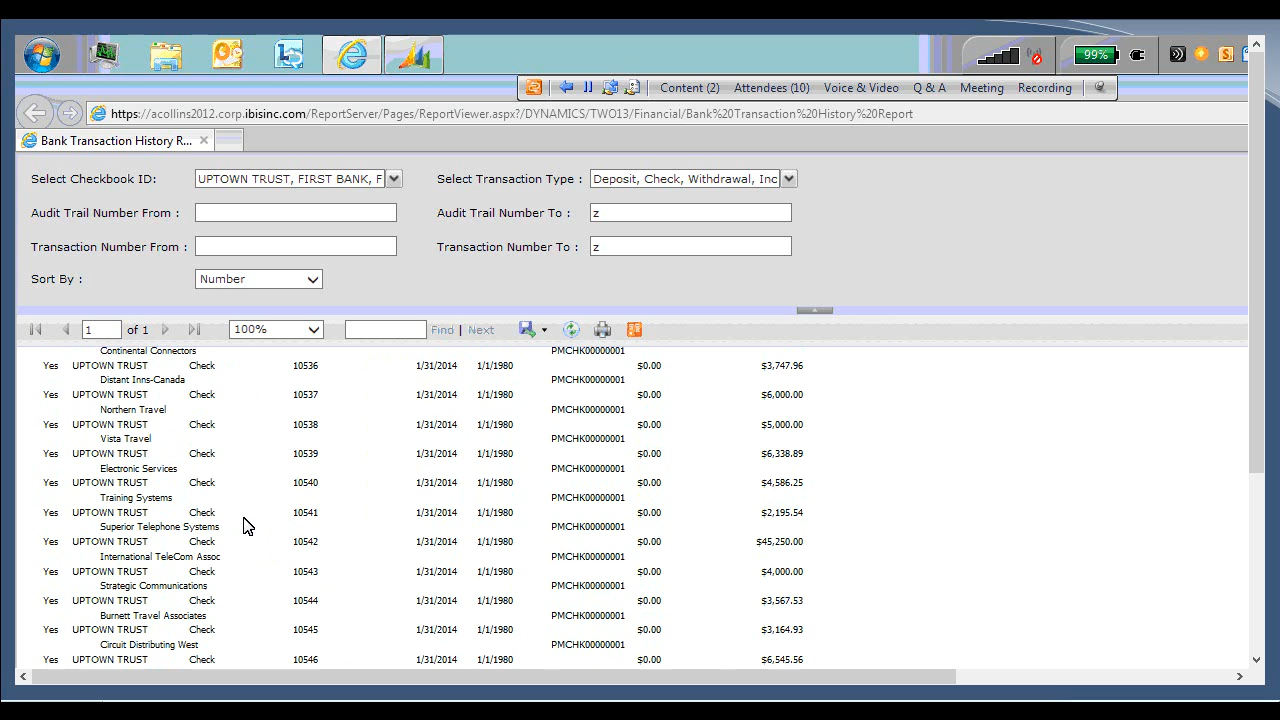 99%
Content (2) Attendees (10) Voice & Video Q & A Meeting Recording
https://acollins2012.corp.ibisinc.com/ReportServer/Pages/ReportViewer.aspx?/DYNAMICS/TWO13/Financial/Bank%20Transaction%20History%20Report
Bank Transaction History R... ×
Select Checkbook ID: UPTOWN TRUST, FIRST BANK, F Select Transaction Type : Deposit, Check, Withdrawal, Inc
Audit Trail Number From : Audit Trail Number To : z
Transaction Number From : Transaction Number To : z
Sort By : Number
1 of 1 100% Find | Next
Continental Connectors PMCHK00000001
Yes UPTOWN TRUST Check 10536 1/31/2014 1/1/1980 $0.00 $3,747.96
Distant Inns-Canada PMCHK00000001
Yes UPTOWN TRUST Check 10537 1/31/2014 1/1/1980 $0.00 $6,000.00
Northern Travel PMCHK00000001
Yes UPTOWN TRUST Check 10538 1/31/2014 1/1/1980 $0.00 $5,000.00
Vista Travel PMCHK00000001
Yes UPTOWN TRUST Check 10539 1/31/2014 1/1/1980 $0.00 $6,338.89
Electronic Services PMCHK00000001
Yes UPTOWN TRUST Check 10540 1/31/2014 1/1/1980 $0.00 $4,586.25
Training Systems PMCHK00000001
Yes UPTOWN TRUST Check 10541 1/31/2014 1/1/1980 $0.00 $2,195.54
Superior Telephone Systems PMCHK00000001
Yes UPTOWN TRUST Check 10542 1/31/2014 1/1/1980 $0.00 $45,250.00
International TeleCom Assoc PMCHK00000001
Yes UPTOWN TRUST Check 10543 1/31/2014 1/1/1980 $0.00 $4,000.00
Strategic Communications PMCHK00000001
Yes UPTOWN TRUST Check 10544 1/31/2014 1/1/1980 $0.00 $3,567.53
Burnett Travel Associates PMCHK00000001
Yes UPTOWN TRUST Check 10545 1/31/2014 1/1/1980 $0.00 $3,164.93
Circuit Distributing West PMCHK00000001
Yes UPTOWN TRUST Check 10546 1/31/2014 1/1/1980 $0.00 $6,545.56